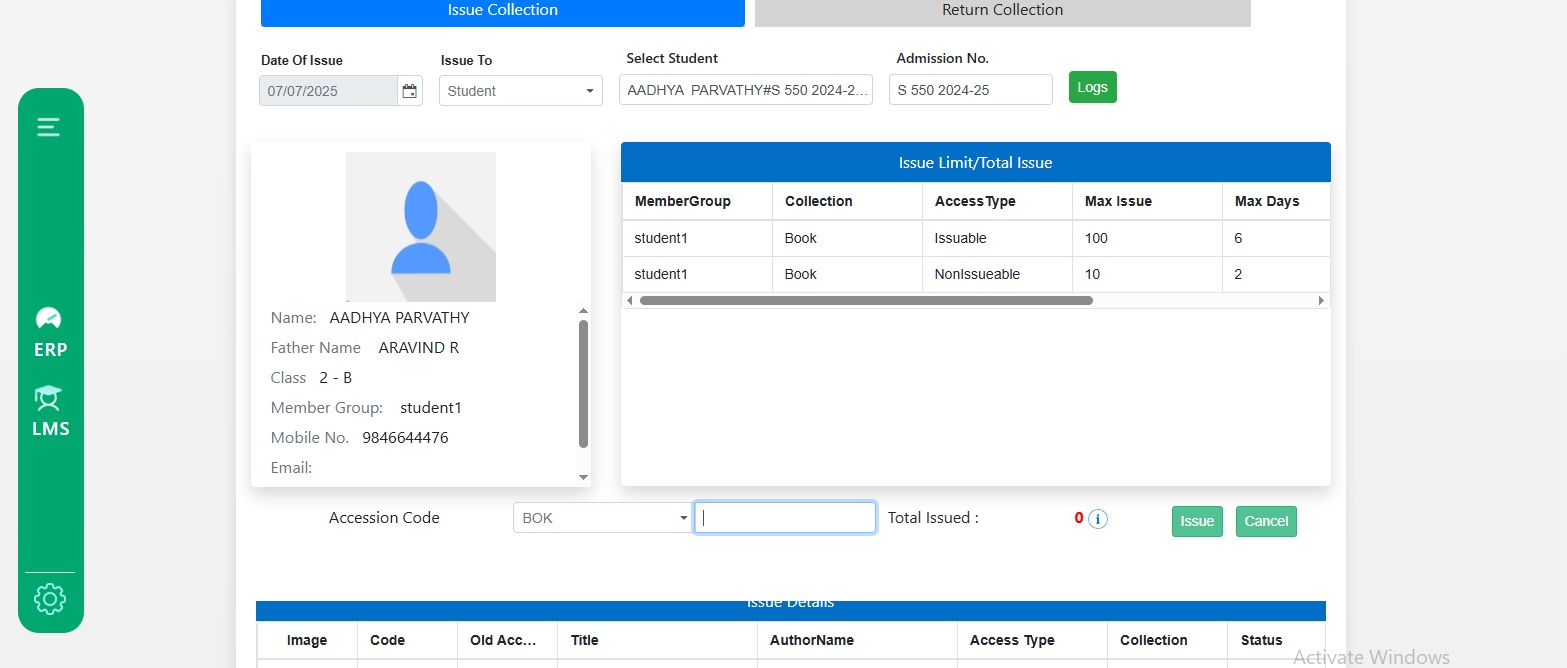 Issue Collection Return Collection
Date Of Issue Issue To Select Student Admission No.
07/07/2025 Student AADHYA PARVATHY#S 550 2024-2... S 550 2024-25 Logs
ERP
LMS
Name: AADHYA PARVATHY
Father Name ARAVIND R
Class 2 - B
Member Group: student1
Mobile No. 9846644476
Email:
Issue Limit/Total Issue
MemberGroup Collection AccessType Max Issue Max Days
student1 Book Issuable 100 6
student1 Book NonIssueable 10 2
Accession Code BOK Total Issued : 0 i Issue Cancel
Issue Details
Image Code Old Acc... Title AuthorName Access Type Collection Status
Activate Windows